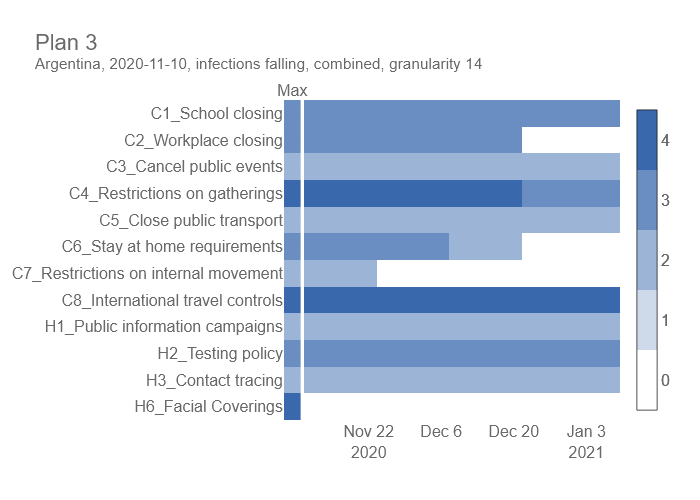 Plan 3
Argentina, 2020-11-10, infections falling, combined, granularity 14
Max
C1_School closing
C2_Workplace closing
C3_Cancel public events
C4_Restrictions on gatherings
C5_Close public transport
C6_Stay at home requirements
C7_Restrictions on internal movement
C8_International travel controls
H1_Public information campaigns
H2_Testing policy
H3_Contact tracing
H6_Facial Coverings
4
3
2
1
0
Nov 22 Dec 6 Dec 20 Jan 3
2020 2021